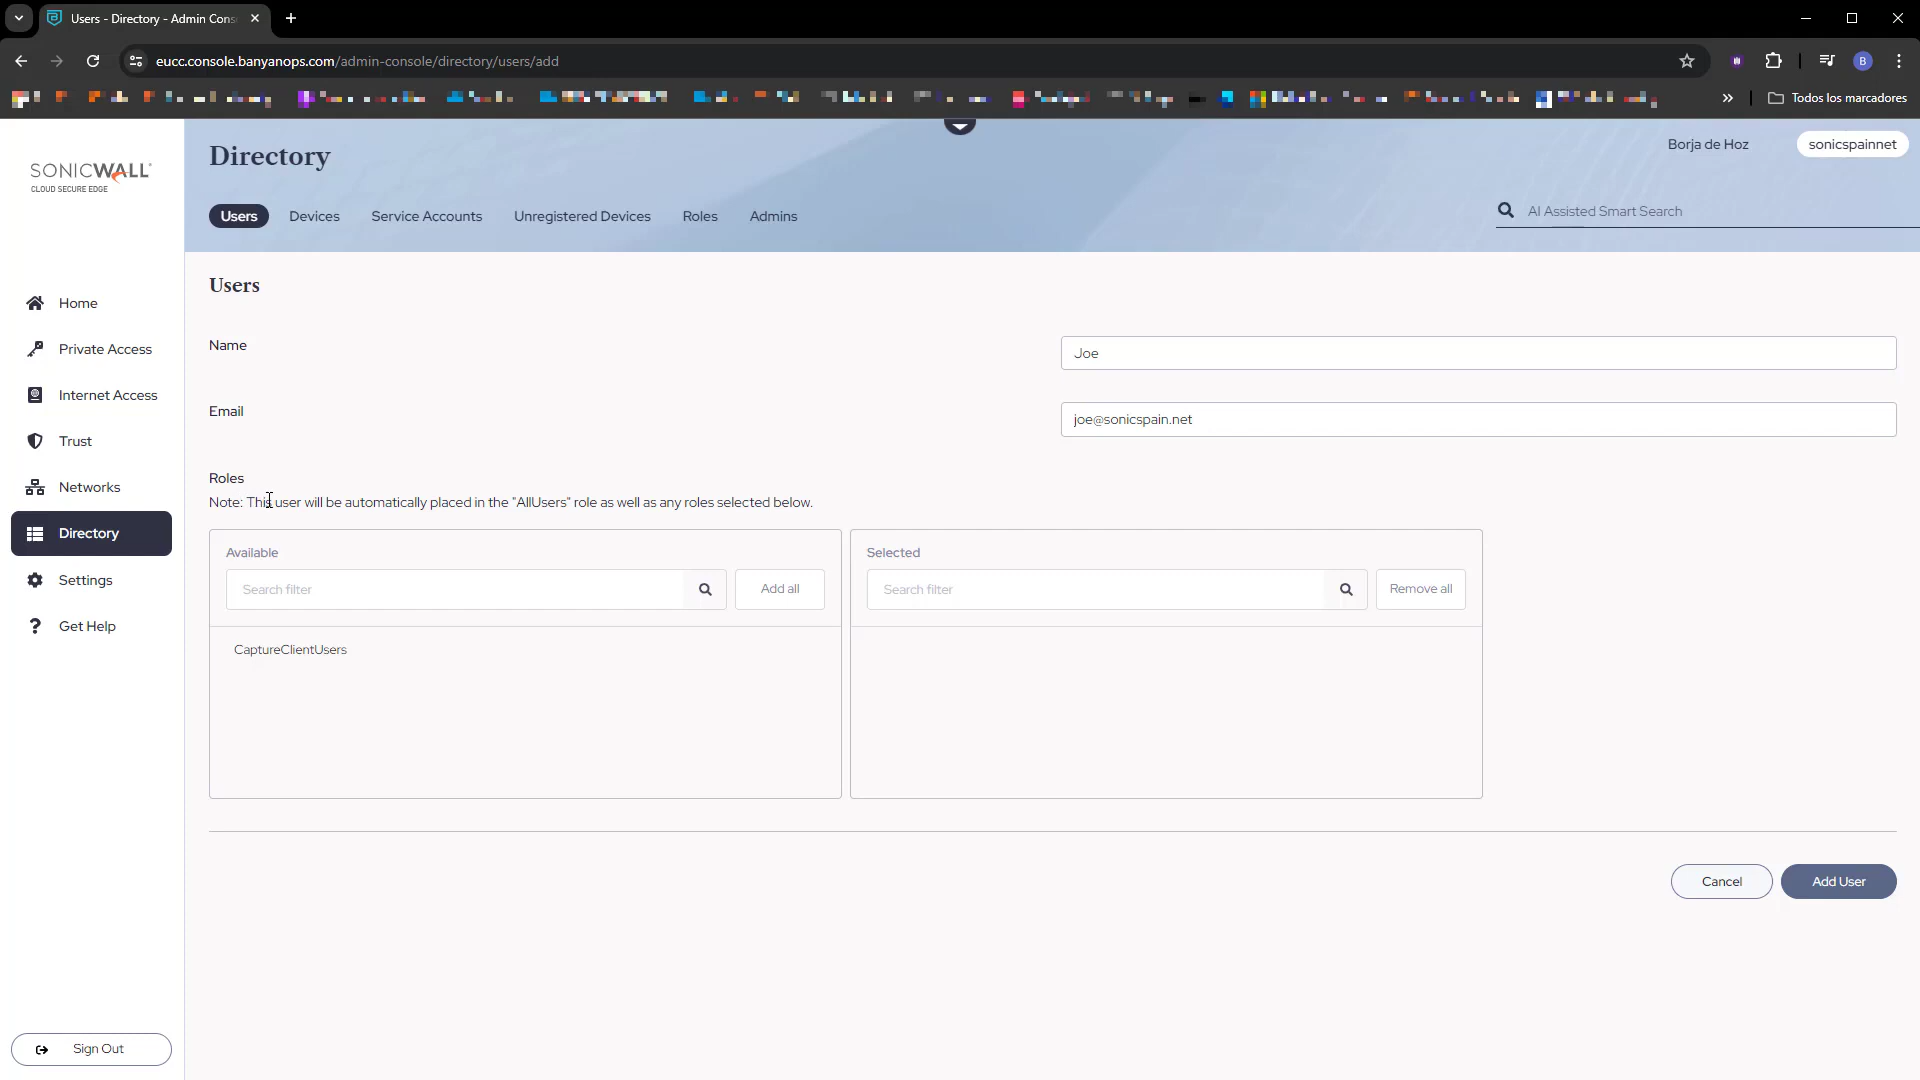 Users - Directory - Admin Cons
eucc.console.banyanops.com/admin-console/directory/users/add
B
Todos los marcadores
SONICWALL
CLOUD SECURE EDGE
Directory
Borja de Hoz
sonicspainnet
Users
Devices
Service Accounts
Unregistered Devices
Roles
Admins
AI Assisted Smart Search
Home
Private Access
Internet Access
Trust
Networks
Directory
Settings
Get Help
Sign Out
Users
Name
Joe
Email
joe@sonicspain.net
Roles
Note: This user will be automatically placed in the "AllUsers" role as well as any roles selected below.
Available
Search filter
Add all
CaptureClientUsers
Selected
Search filter
Remove all
Cancel
Add User